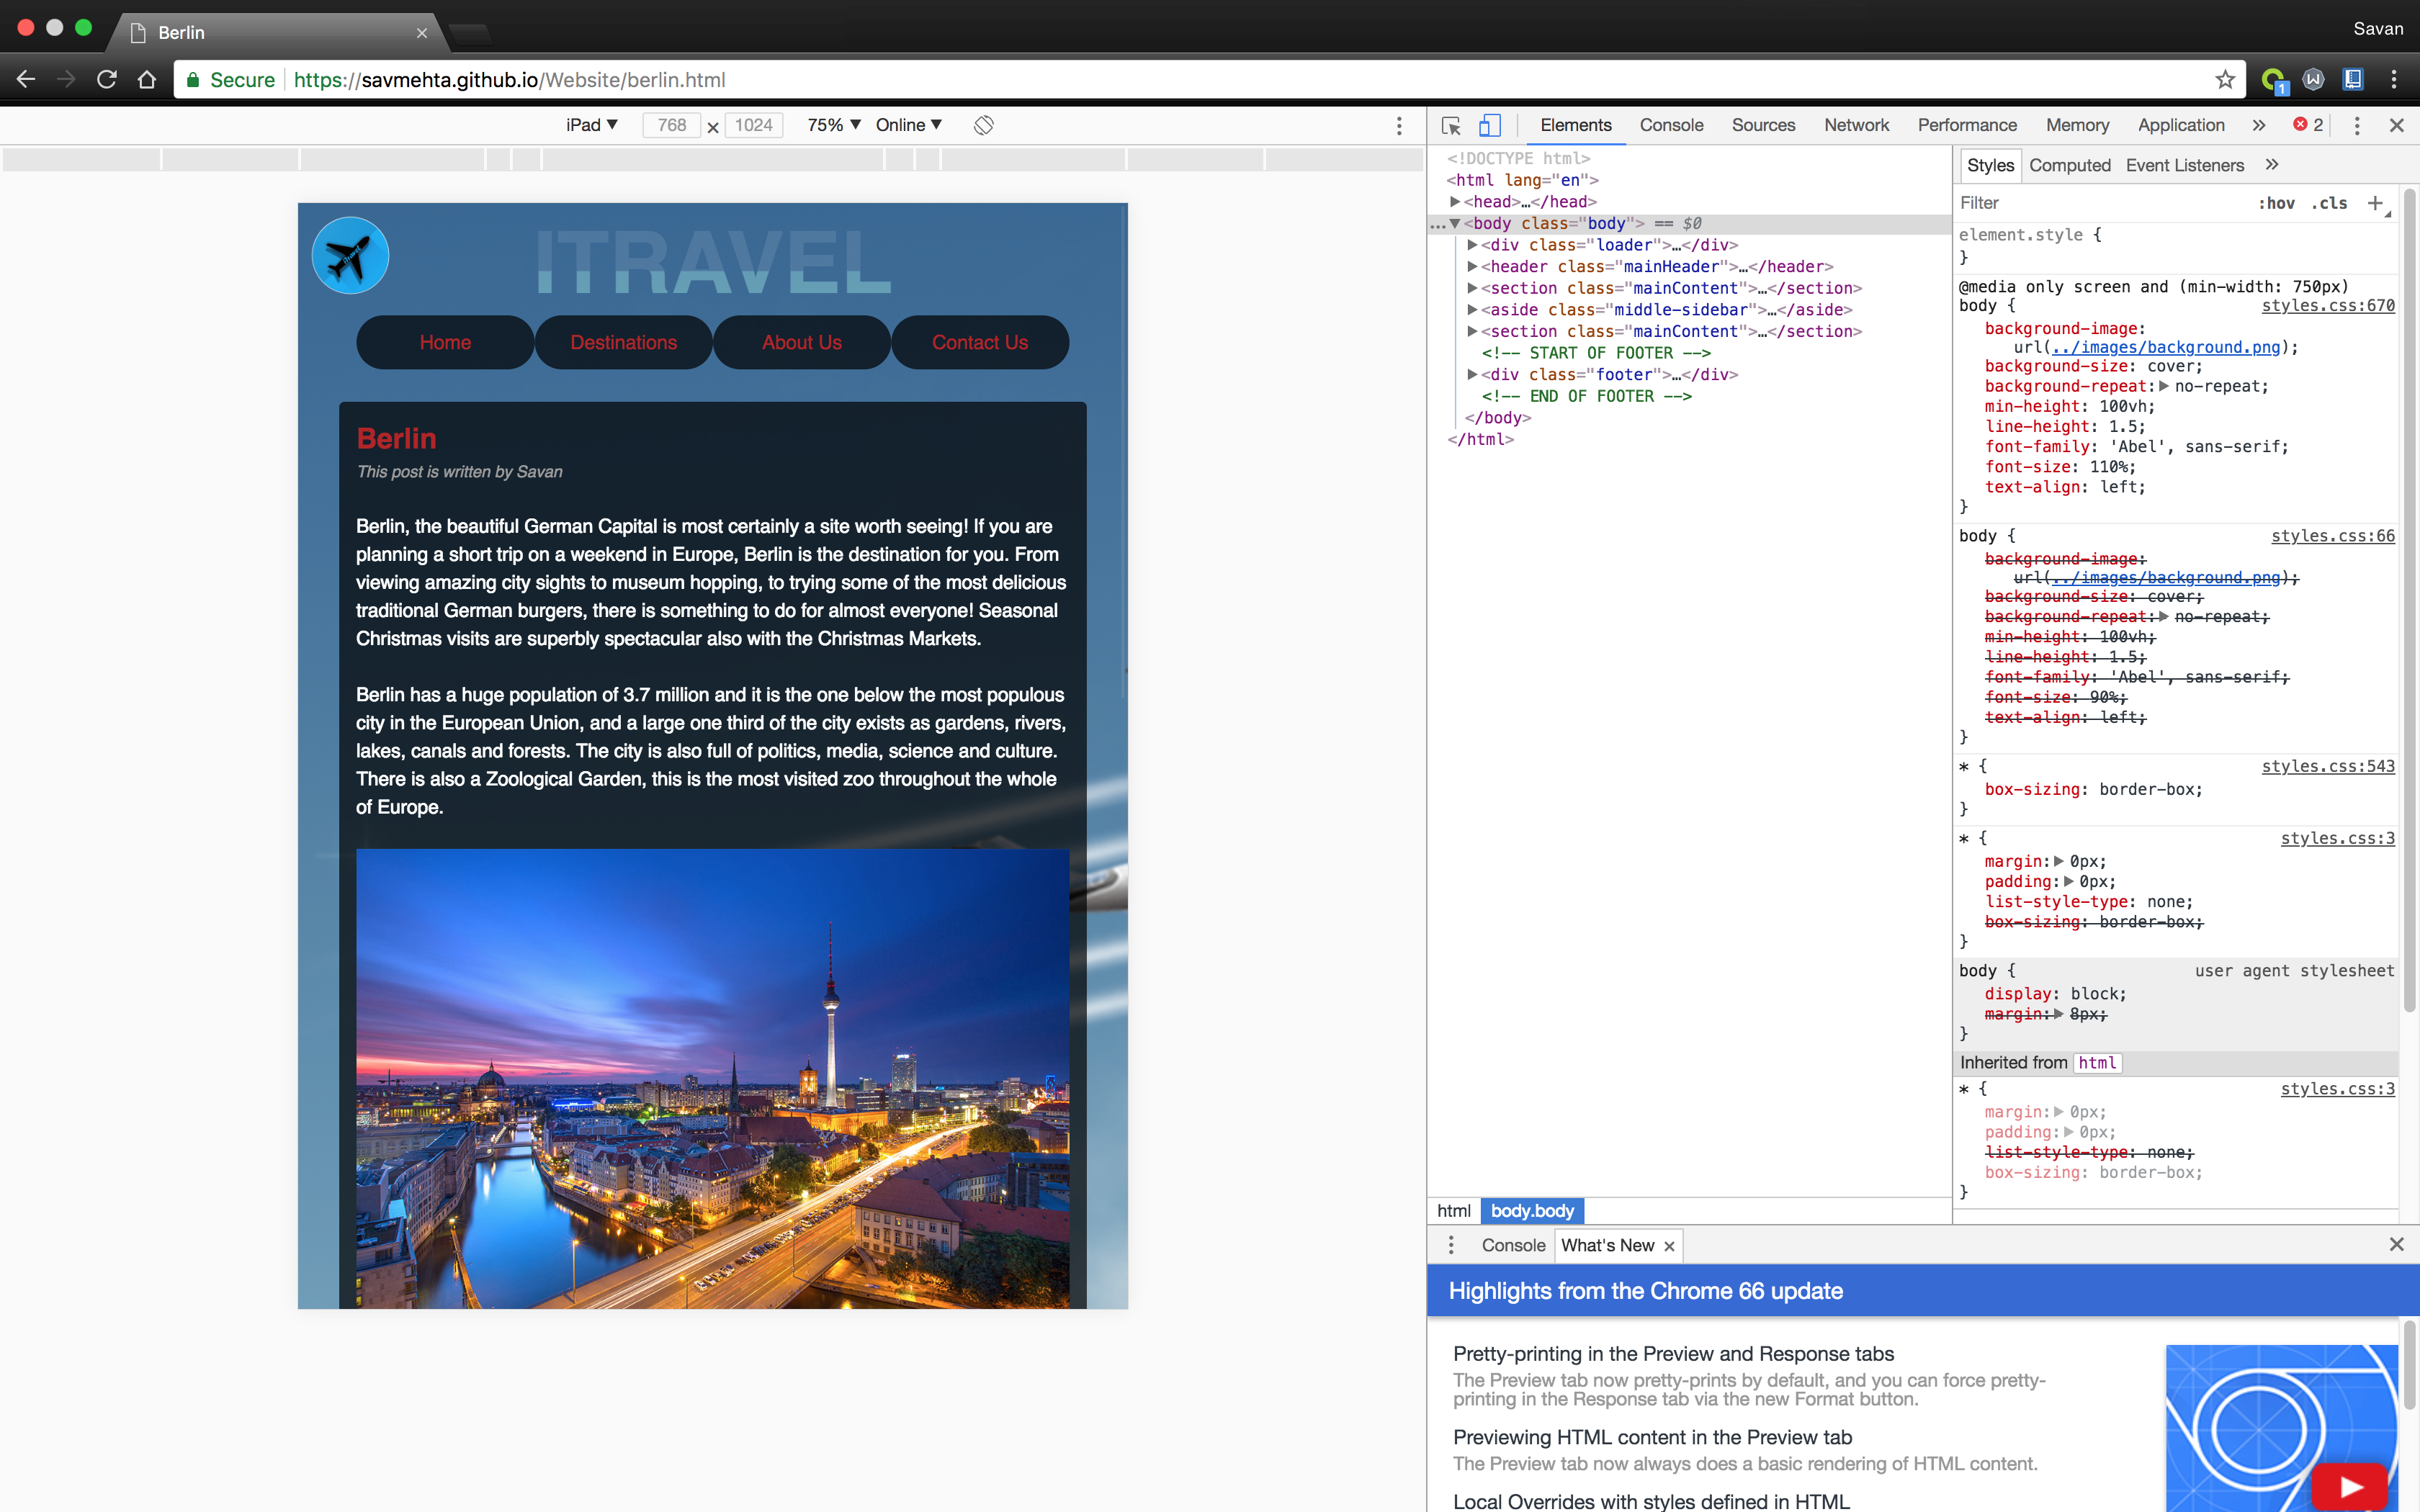 Berlin
Savan
Secure https://savmehta.github.io/Website/berlin.html
1
iPad ▼ 768 × 1024 75% ▼ Online ▼
ITRAVEL
Home Destinations About Us Contact Us
Berlin
This post is written by Savan
Berlin, the beautiful German Capital is most certainly a site worth seeing! If you are
planning a short trip on a weekend in Europe, Berlin is the destination for you. From
viewing amazing city sights to museum hopping, to trying some of the most delicious
traditional German burgers, there is something to do for almost everyone! Seasonal
Christmas visits are superbly spectacular also with the Christmas Markets.
Berlin has a huge population of 3.7 million and it is the one below the most populous
city in the European Union, and a large one third of the city exists as gardens, rivers,
lakes, canals and forests. The city is also full of politics, media, science and culture.
There is also a Zoological Garden, this is the most visited zoo throughout the whole
of Europe.
Elements Console Sources Network Performance Memory Application » 2
<!DOCTYPE html>
<html lang="en">
▶<head>…</head>
…▼<body class="body"> == $0
▶<div class="loader">…</div>
▶<header class="mainHeader">…</header>
▶<section class="mainContent">…</section>
▶<aside class="middle-sidebar">…</aside>
▶<section class="mainContent">…</section>
<!-- START OF FOOTER -->
▶<div class="footer">…</div>
<!-- END OF FOOTER -->
</body>
</html>
html body.body
Styles Computed Event Listeners »
Filter :hov .cls +
element.style {
}
@media only screen and (min-width: 750px)
body { styles.css:670
background-image:
url(../images/background.png);
background-size: cover;
background-repeat:▶ no-repeat;
min-height: 100vh;
line-height: 1.5;
font-family: 'Abel', sans-serif;
font-size: 110%;
text-align: left;
}
body { styles.css:66
background-image:
url(../images/background.png);
background-size: cover;
background-repeat:▶ no-repeat;
min-height: 100vh;
line-height: 1.5;
font-family: 'Abel', sans-serif;
font-size: 90%;
text-align: left;
}
* { styles.css:543
box-sizing: border-box;
}
* { styles.css:3
margin:▶ 0px;
padding:▶ 0px;
list-style-type: none;
box-sizing: border-box;
}
body { user agent stylesheet
display: block;
margin:▶ 8px;
}
Inherited from html
* { styles.css:3
margin:▶ 0px;
padding:▶ 0px;
list-style-type: none;
box-sizing: border-box;
}
Console What's New ×
Highlights from the Chrome 66 update
Pretty-printing in the Preview and Response tabs
The Preview tab now pretty-prints by default, and you can force pretty-
printing in the Response tab via the new Format button.
Previewing HTML content in the Preview tab
The Preview tab now always does a basic rendering of HTML content.
Local Overrides with styles defined in HTML